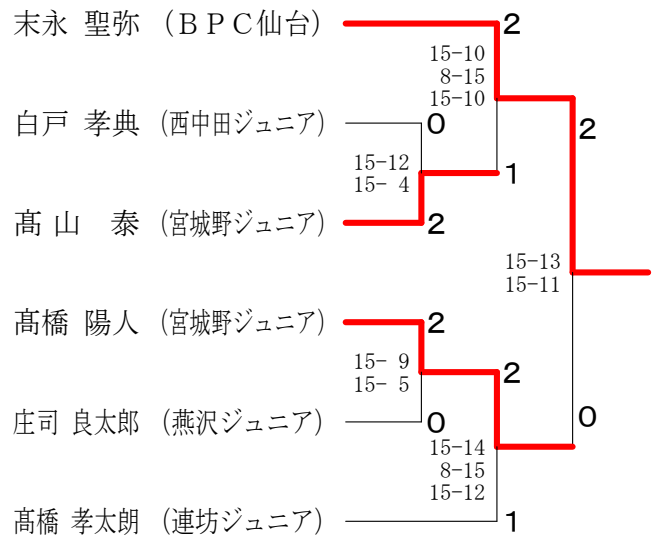 末永 聖弥 （ＢＰＣ仙台） 2
15-10
8-15
15-10
白戸 孝典 (西中田ジュニア) 0
2
15-12
15- 4
1
髙 山　泰 (宮城野ジュニア) 2
15-13
15-11
髙橋 陽人 (宮城野ジュニア) 2
15- 9
15- 5
2
庄司 良太郎 (燕沢ジュニア) 0
0
15-14
8-15
15-12
髙橋 孝太朗 (連坊ジュニア) 1